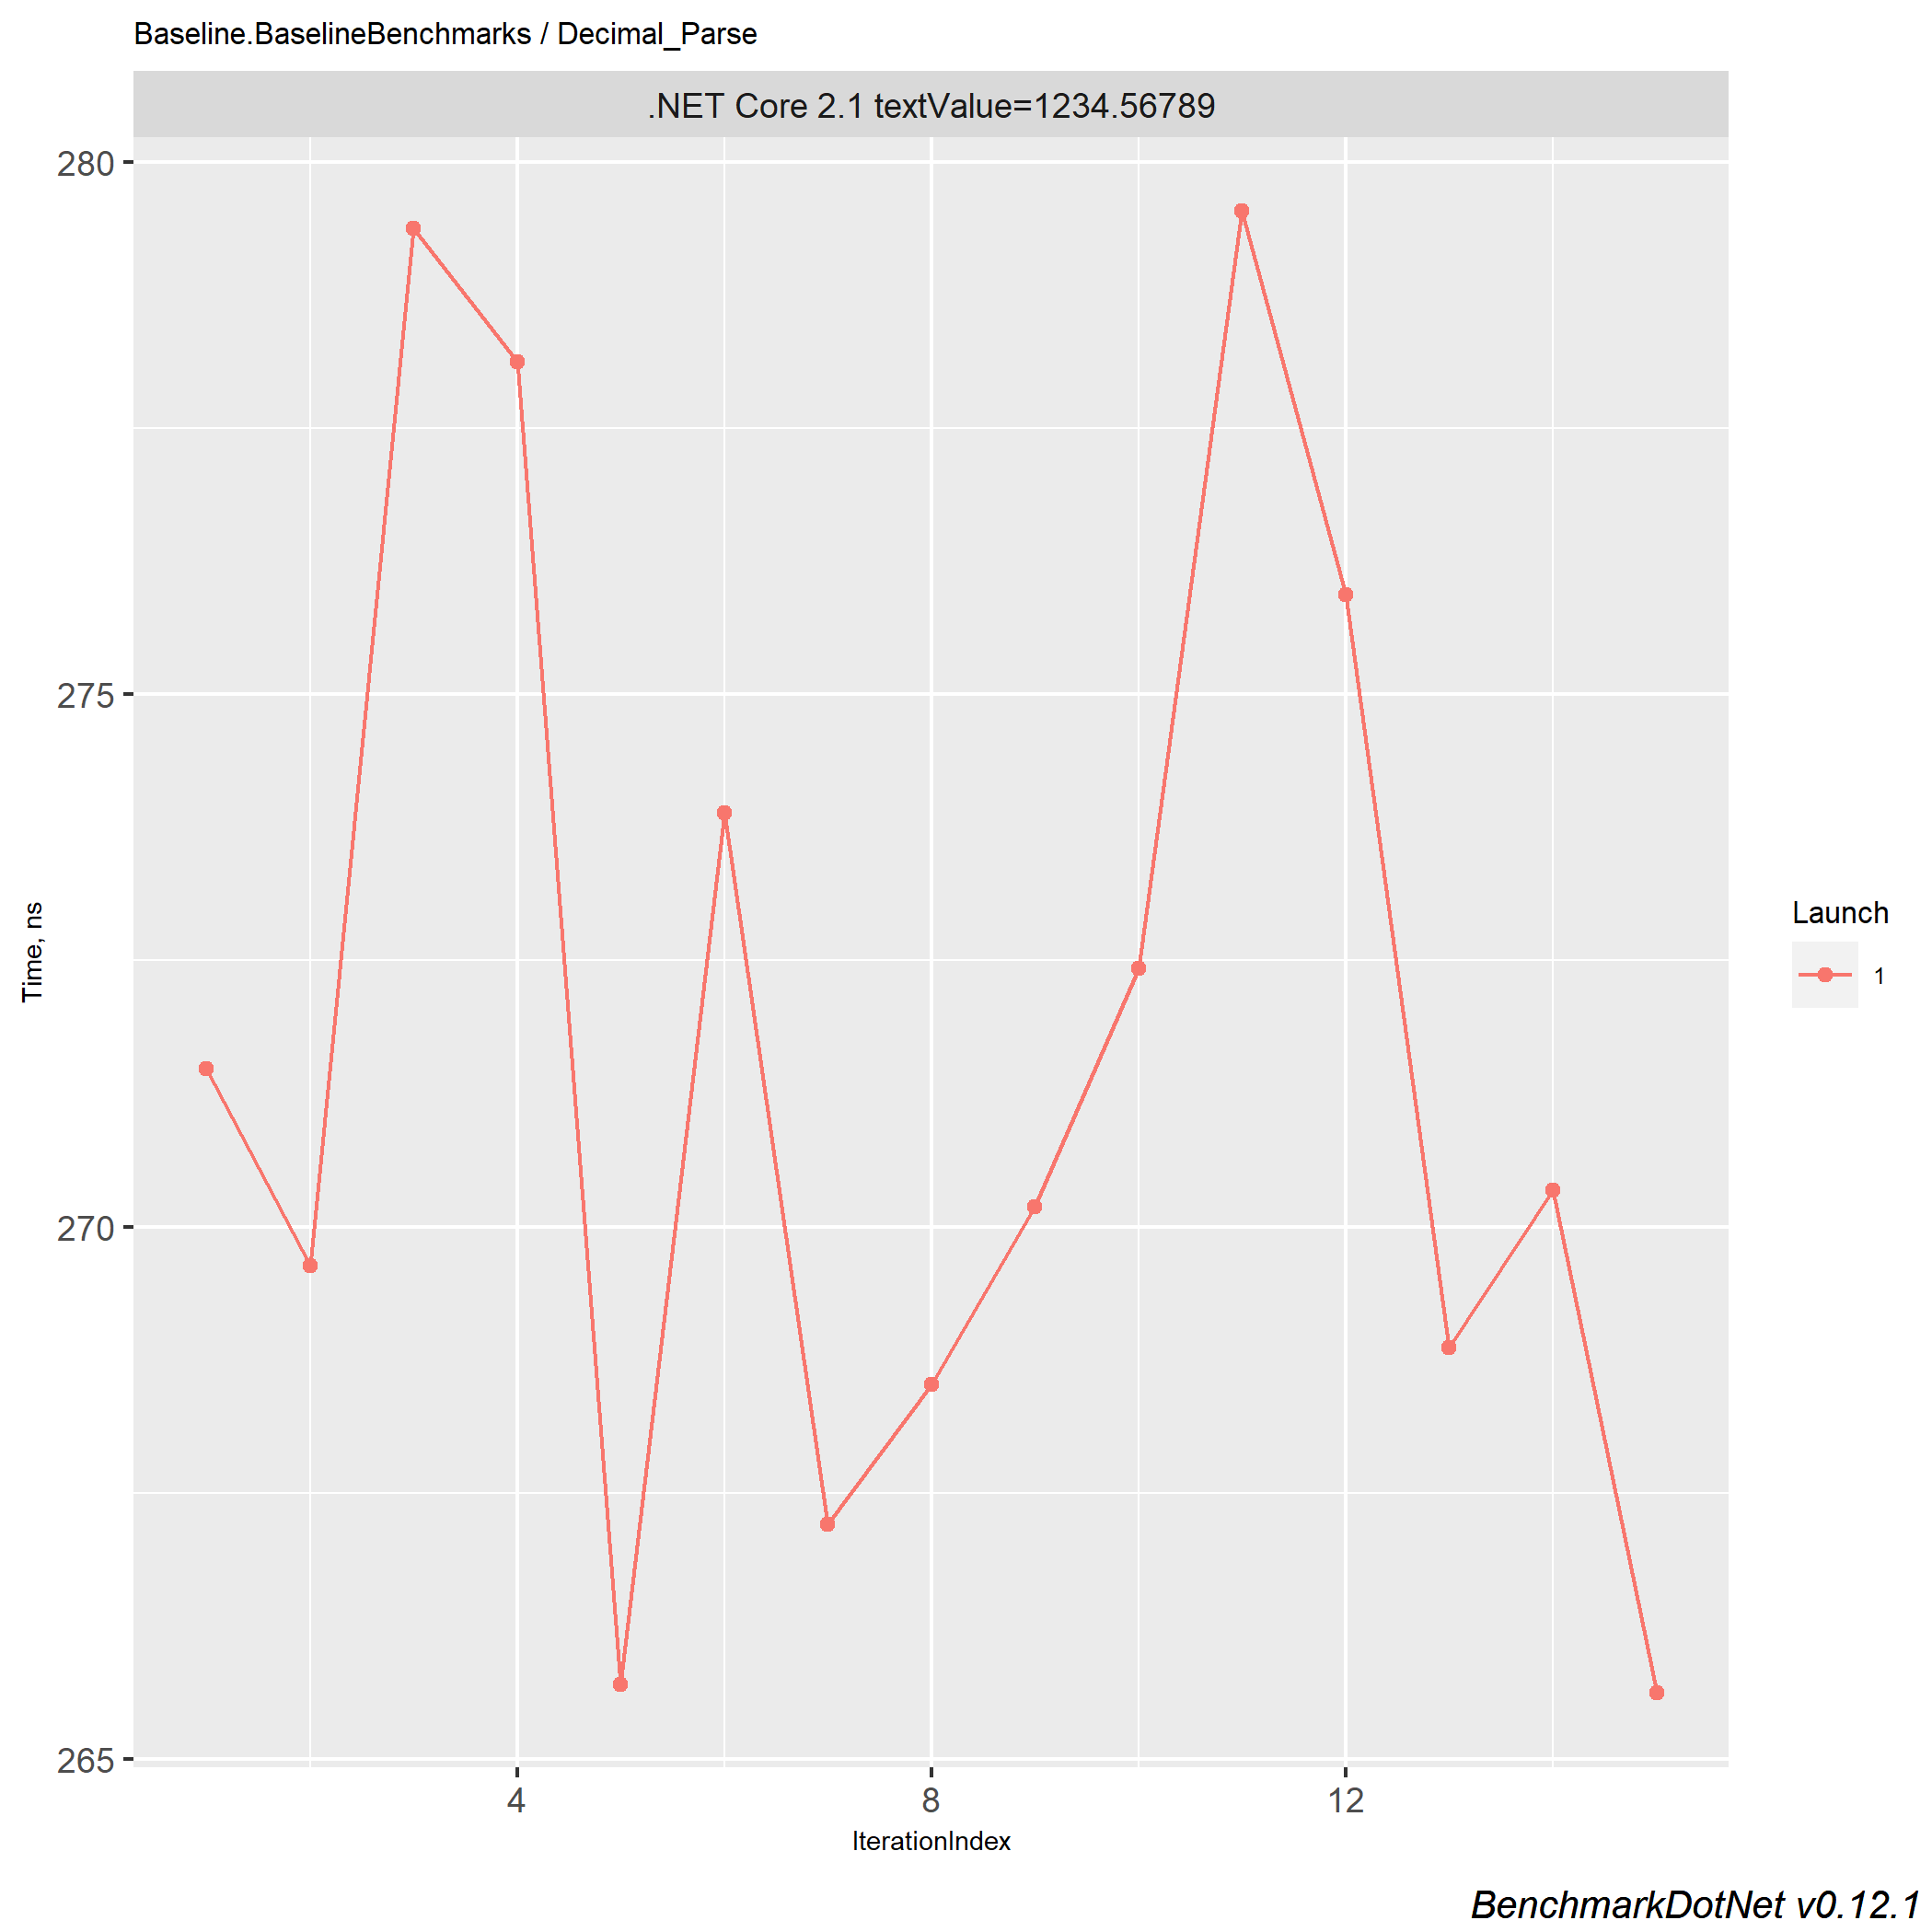 Baseline.BaselineBenchmarks / Decimal_Parse
.NET Core 2.1 textValue=1234.56789
280
275
270
265
Time, ns
4 8 12
IterationIndex
Launch
1
BenchmarkDotNet v0.12.1